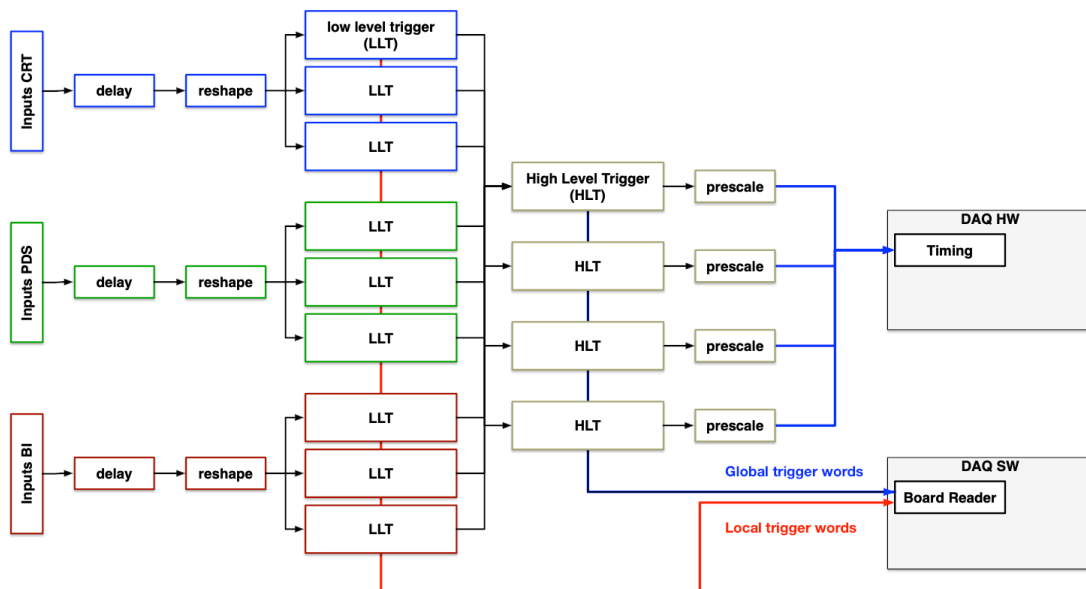 Inputs CRT
delay
reshape
low level trigger
(LLT)
LLT
LLT
Inputs PDS
delay
reshape
LLT
LLT
LLT
Inputs BI
delay
reshape
LLT
LLT
LLT
High Level Trigger
(HLT)
prescale
HLT
prescale
HLT
prescale
HLT
prescale
DAQ HW
Timing
Global trigger words
Local trigger words
DAQ SW
Board Reader